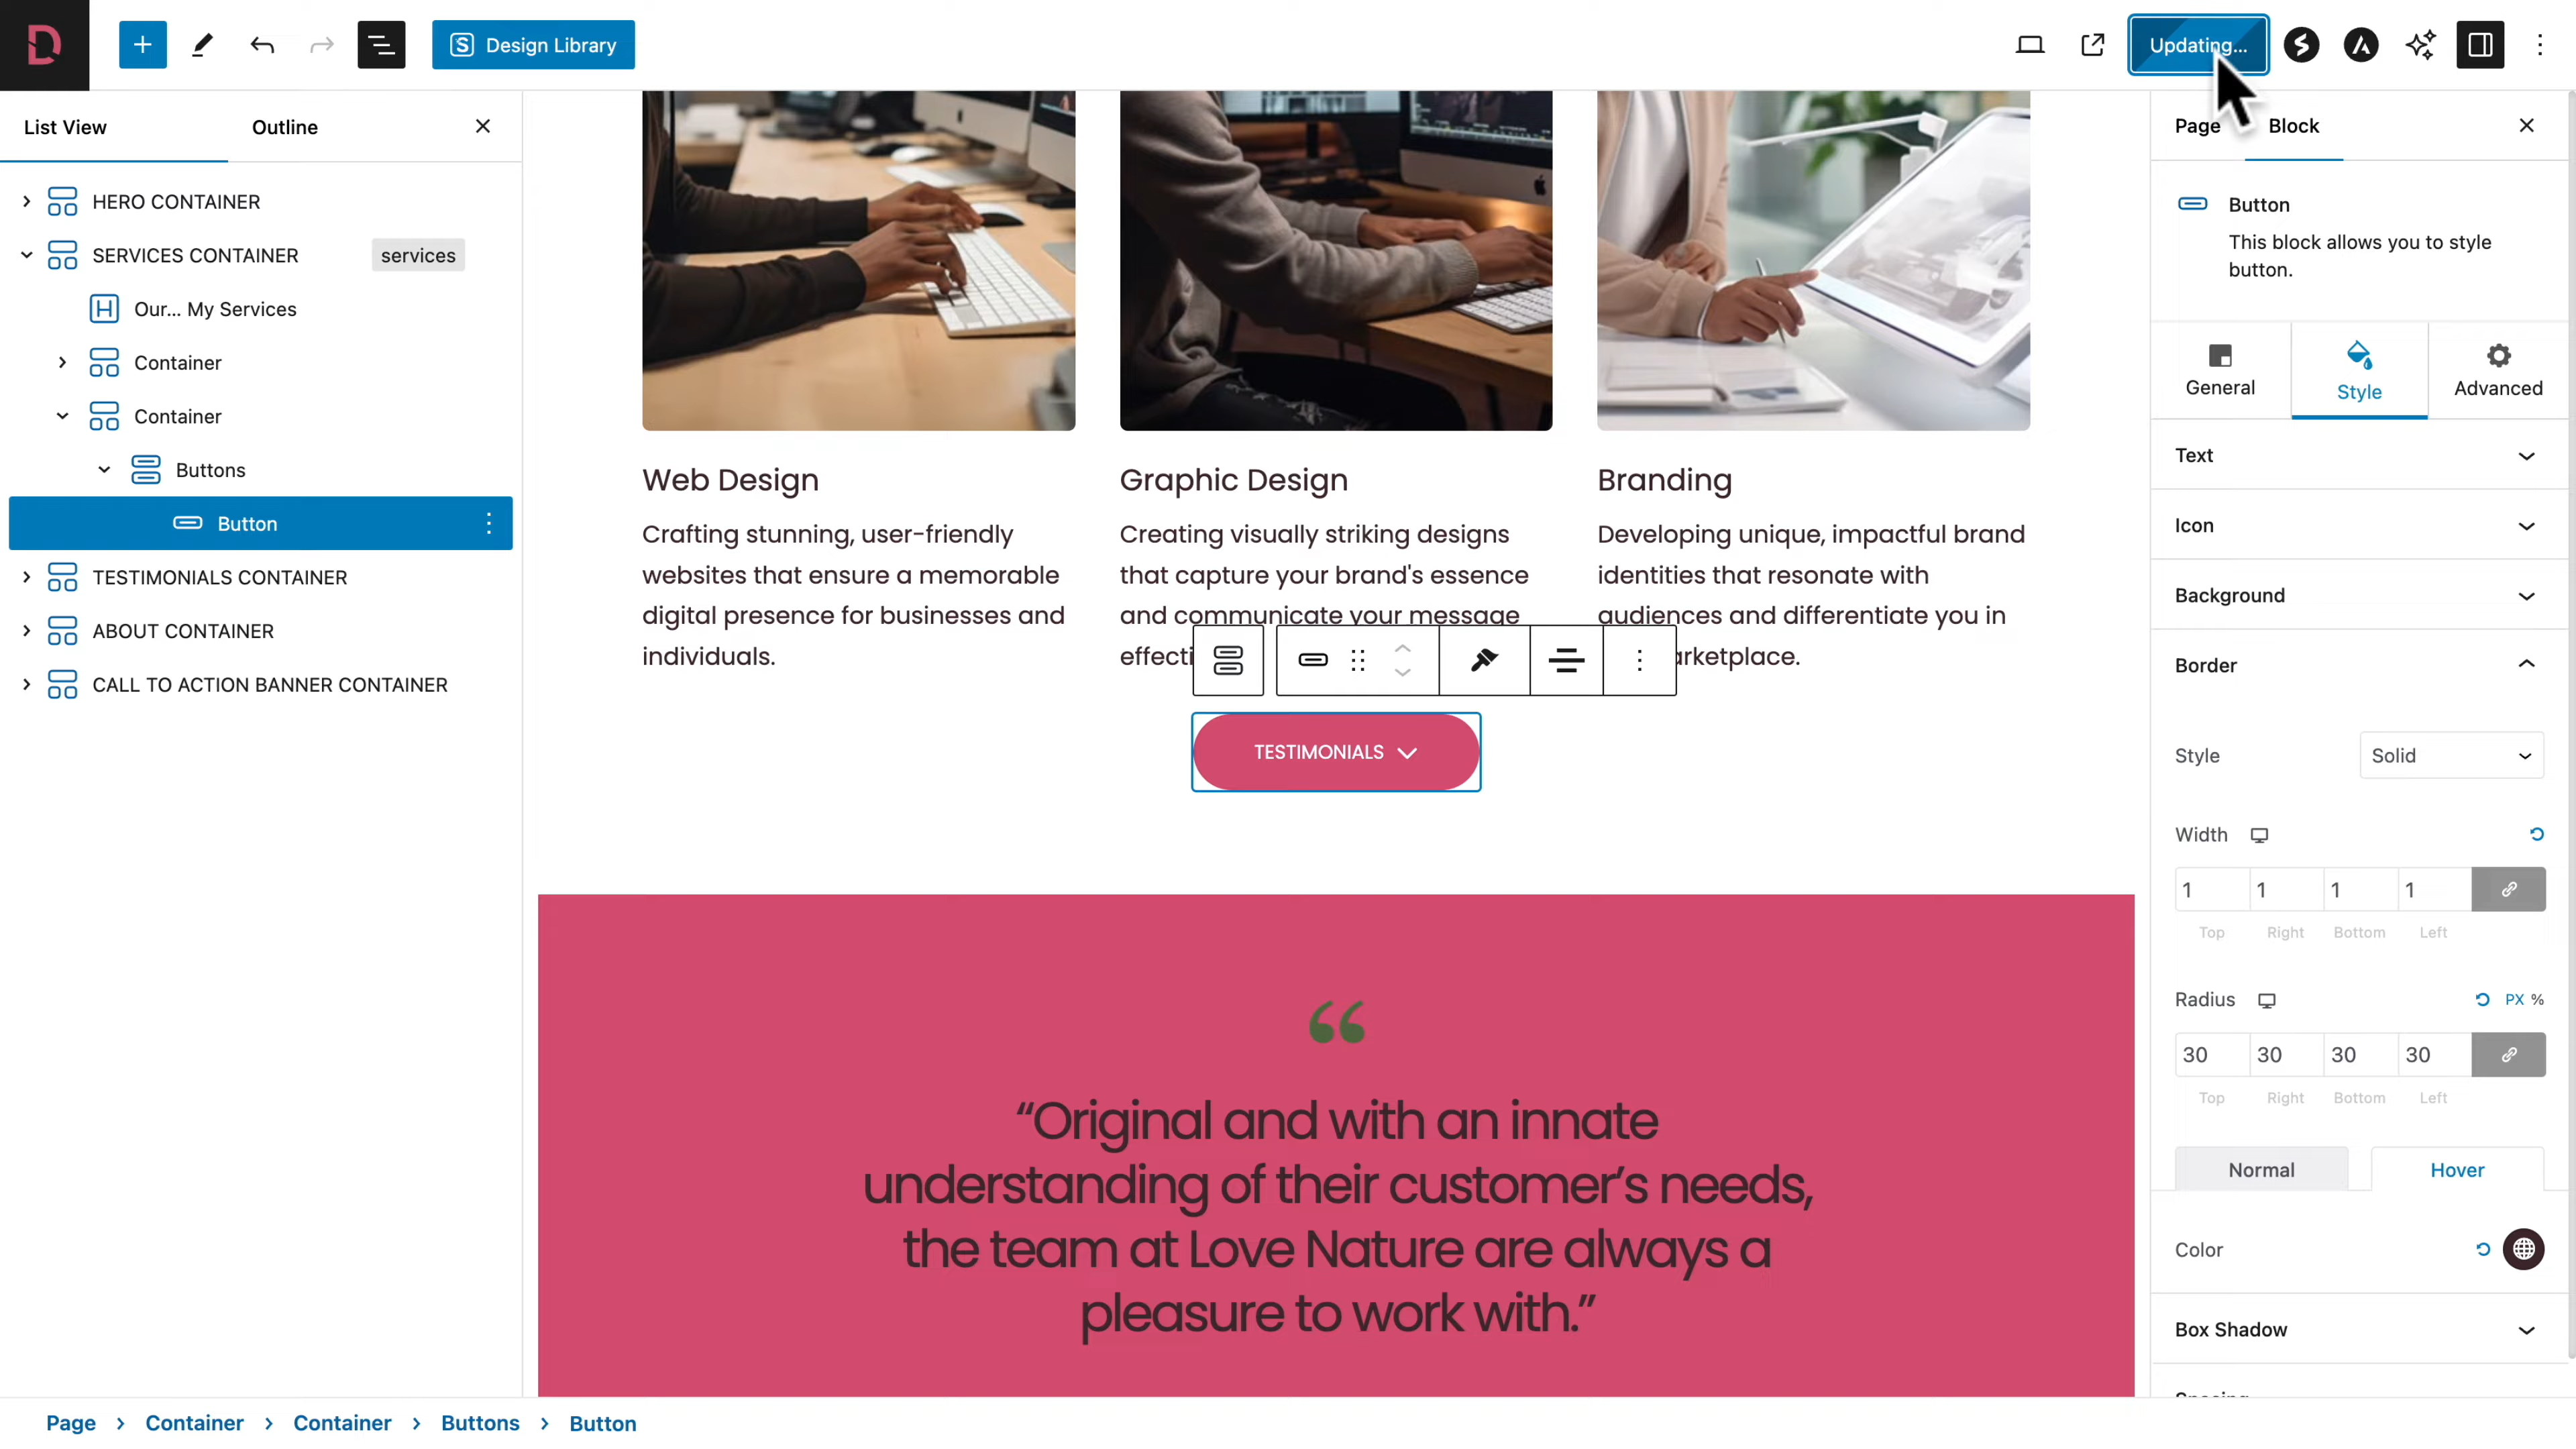 Design Library
Updating...
List View
Outline
HERO CONTAINER
SERVICES CONTAINER
services
Our... My Services
Container
Container
Buttons
Button
TESTIMONIALS CONTAINER
ABOUT CONTAINER
CALL TO ACTION BANNER CONTAINER
Web Design
Crafting stunning, user-friendly
websites that ensure a memorable
digital presence for businesses and
individuals.
Graphic Design
Creating visually striking designs
that capture your brand's essence
and communicate your message
effecti
Branding
Developing unique, impactful brand
identities that resonate with
audiences and differentiate you in
rketplace.
TESTIMONIALS
“Original and with an innate
understanding of their customer’s needs,
the team at Love Nature are always a
pleasure to work with.”
Page
Block
Button
This block allows you to style
button.
General
Style
Advanced
Text
Icon
Background
Border
Style
Solid
Width
1 1 1 1
Top Right Bottom Left
Radius
PX %
30 30 30 30
Top Right Bottom Left
Normal
Hover
Color
Box Shadow
Page
Container
Container
Buttons
Button